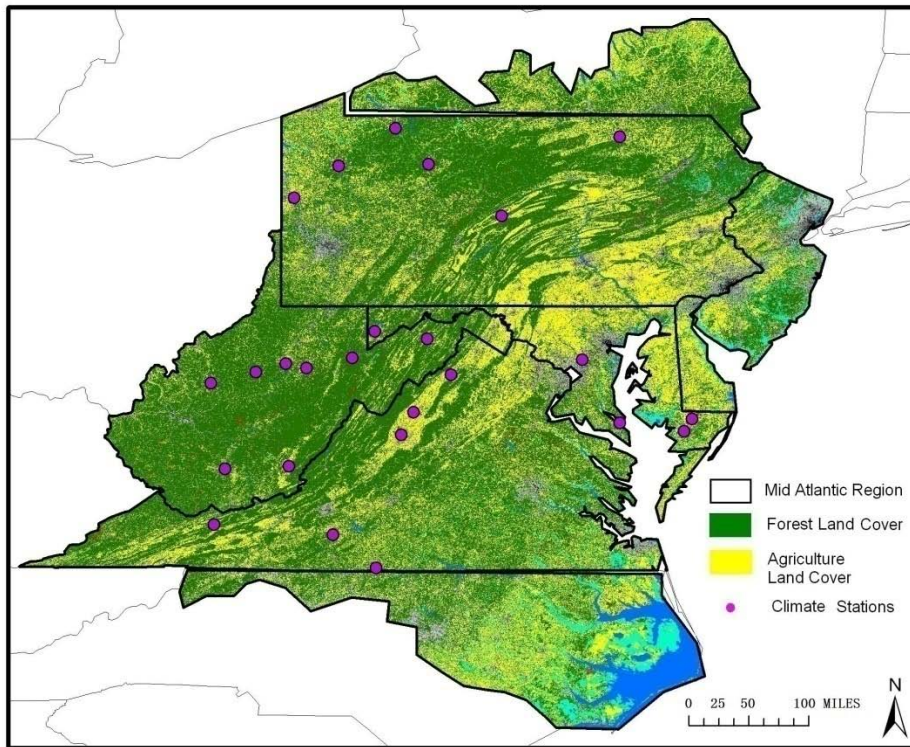 Mid Atlantic Region
Forest Land Cover
Agriculture
Land Cover
Climate Stations
N
0 25 50 100 MILES